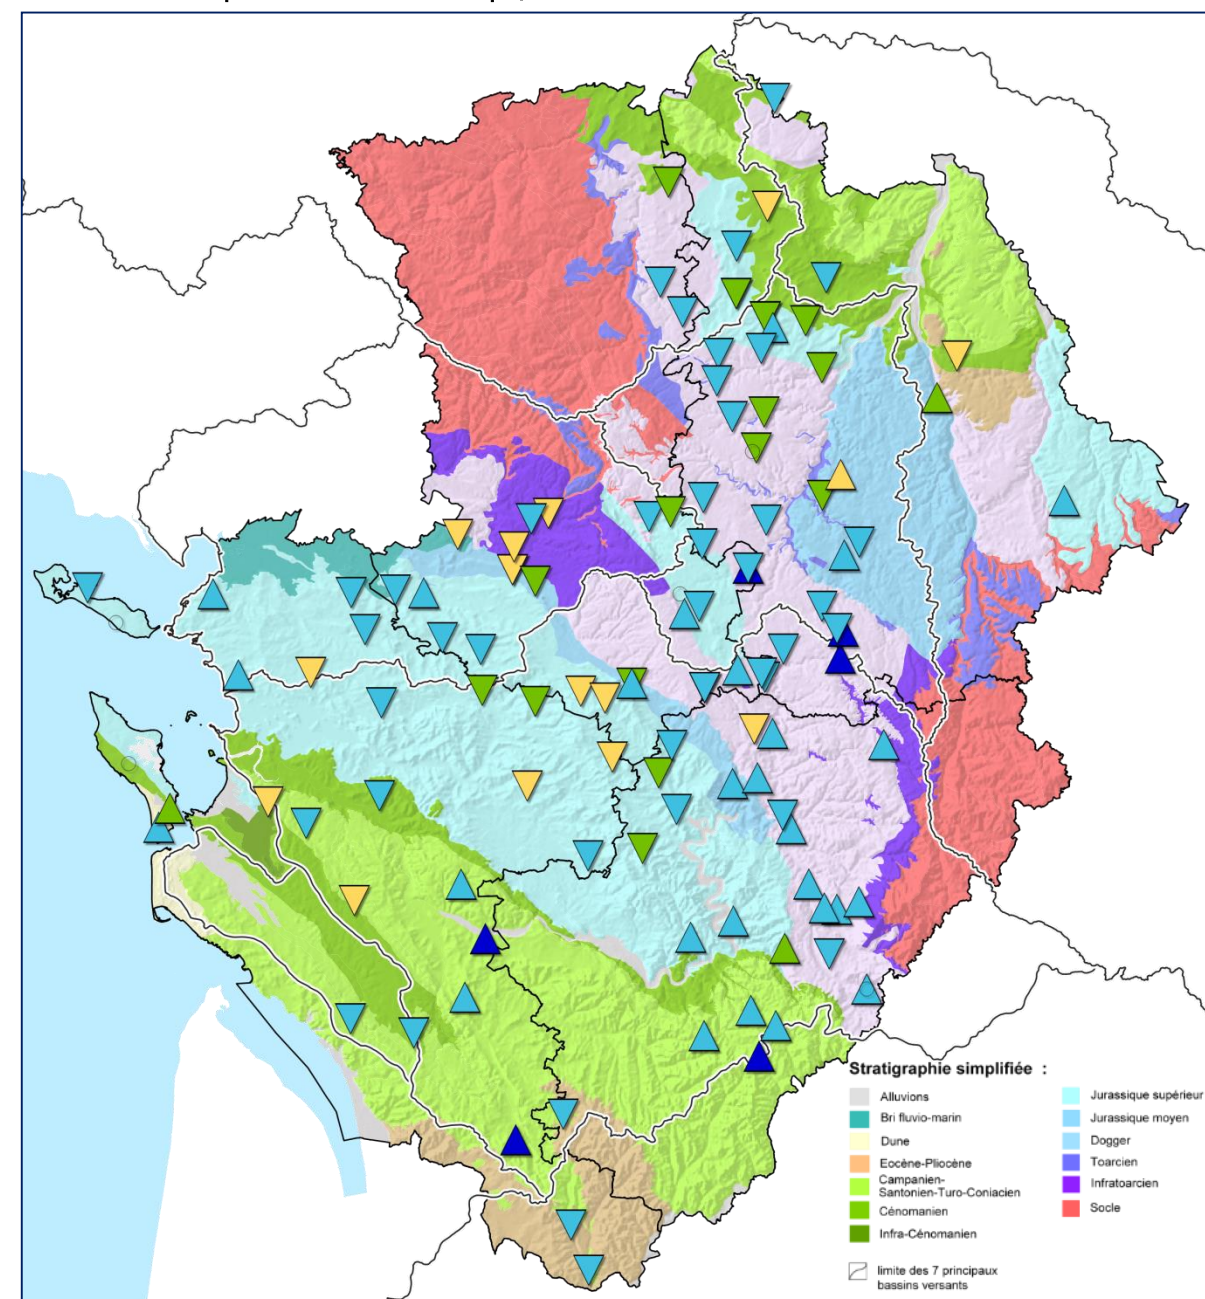 Stratigraphie simplifiée :
Alluvions
Bri fluvio-marin
Dune
Eocène-Pliocène
Campanien-
Santonien-Turo-Coniacien
Cénomanien
Infra-Cénomanien
limite des 7 principaux
bassins versants
Jurassique supérieur
Jurassique moyen
Dogger
Toarcien
Infratoarcien
Socle